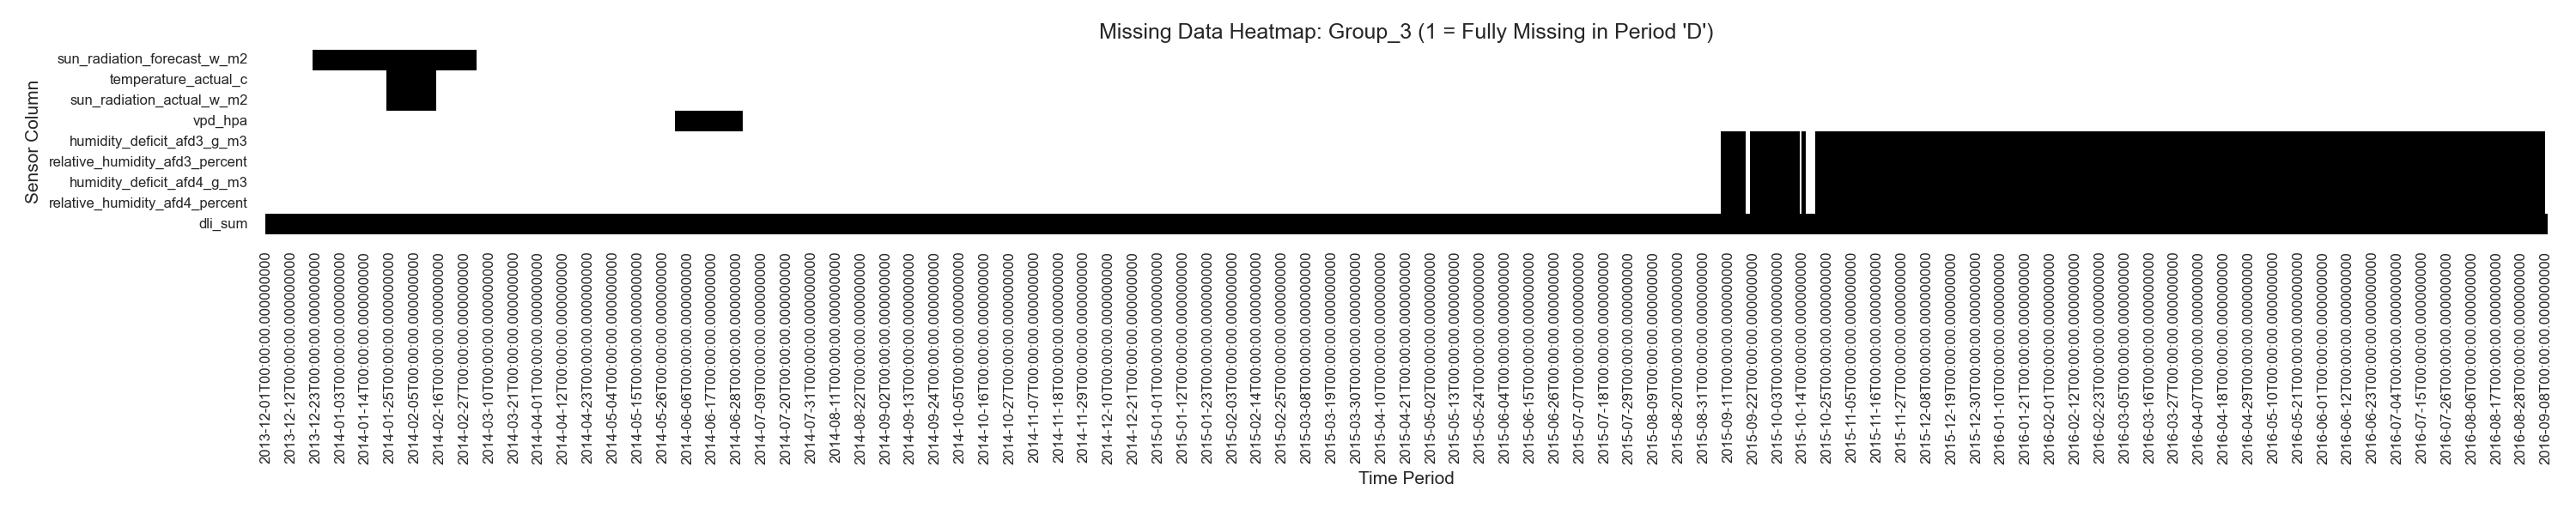 Missing Data Heatmap: Group_3 (1 = Fully Missing in Period 'D')
Sensor Column
sun_radiation_forecast_w_m2
temperature_actual_c
sun_radiation_actual_w_m2
vpd_hpa
humidity_deficit_afd3_g_m3
relative_humidity_afd3_percent
humidity_deficit_afd4_g_m3
relative_humidity_afd4_percent
dli_sum
2013-12-01T00:00:00.000000000
2013-12-12T00:00:00.000000000
2013-12-23T00:00:00.000000000
2014-01-03T00:00:00.000000000
2014-01-14T00:00:00.000000000
2014-01-25T00:00:00.000000000
2014-02-05T00:00:00.000000000
2014-02-16T00:00:00.000000000
2014-02-27T00:00:00.000000000
2014-03-10T00:00:00.000000000
2014-03-21T00:00:00.000000000
2014-04-01T00:00:00.000000000
2014-04-12T00:00:00.000000000
2014-04-23T00:00:00.000000000
2014-05-04T00:00:00.000000000
2014-05-15T00:00:00.000000000
2014-05-26T00:00:00.000000000
2014-06-06T00:00:00.000000000
2014-06-17T00:00:00.000000000
2014-06-28T00:00:00.000000000
2014-07-09T00:00:00.000000000
2014-07-20T00:00:00.000000000
2014-07-31T00:00:00.000000000
2014-08-11T00:00:00.000000000
2014-08-22T00:00:00.000000000
2014-09-02T00:00:00.000000000
2014-09-13T00:00:00.000000000
2014-09-24T00:00:00.000000000
2014-10-05T00:00:00.000000000
2014-10-16T00:00:00.000000000
2014-10-27T00:00:00.000000000
2014-11-07T00:00:00.000000000
2014-11-18T00:00:00.000000000
2014-11-29T00:00:00.000000000
2014-12-10T00:00:00.000000000
2014-12-21T00:00:00.000000000
2015-01-01T00:00:00.000000000
2015-01-12T00:00:00.000000000
2015-01-23T00:00:00.000000000
2015-02-03T00:00:00.000000000
2015-02-14T00:00:00.000000000
2015-02-25T00:00:00.000000000
2015-03-08T00:00:00.000000000
2015-03-19T00:00:00.000000000
2015-03-30T00:00:00.000000000
2015-04-10T00:00:00.000000000
2015-04-21T00:00:00.000000000
2015-05-02T00:00:00.000000000
2015-05-13T00:00:00.000000000
2015-05-24T00:00:00.000000000
2015-06-04T00:00:00.000000000
2015-06-15T00:00:00.000000000
2015-06-26T00:00:00.000000000
2015-07-07T00:00:00.000000000
2015-07-18T00:00:00.000000000
2015-07-29T00:00:00.000000000
2015-08-09T00:00:00.000000000
2015-08-20T00:00:00.000000000
2015-08-31T00:00:00.000000000
2015-09-11T00:00:00.000000000
2015-09-22T00:00:00.000000000
2015-10-03T00:00:00.000000000
2015-10-14T00:00:00.000000000
2015-10-25T00:00:00.000000000
2015-11-05T00:00:00.000000000
2015-11-16T00:00:00.000000000
2015-11-27T00:00:00.000000000
2015-12-08T00:00:00.000000000
2015-12-19T00:00:00.000000000
2015-12-30T00:00:00.000000000
2016-01-10T00:00:00.000000000
2016-01-21T00:00:00.000000000
2016-02-01T00:00:00.000000000
2016-02-12T00:00:00.000000000
2016-02-23T00:00:00.000000000
2016-03-05T00:00:00.000000000
2016-03-16T00:00:00.000000000
2016-03-27T00:00:00.000000000
2016-04-07T00:00:00.000000000
2016-04-18T00:00:00.000000000
2016-04-29T00:00:00.000000000
2016-05-10T00:00:00.000000000
2016-05-21T00:00:00.000000000
2016-06-01T00:00:00.000000000
2016-06-12T00:00:00.000000000
2016-06-23T00:00:00.000000000
2016-07-04T00:00:00.000000000
2016-07-15T00:00:00.000000000
2016-07-26T00:00:00.000000000
2016-08-06T00:00:00.000000000
2016-08-17T00:00:00.000000000
2016-08-28T00:00:00.000000000
2016-09-08T00:00:00.000000000
Time Period